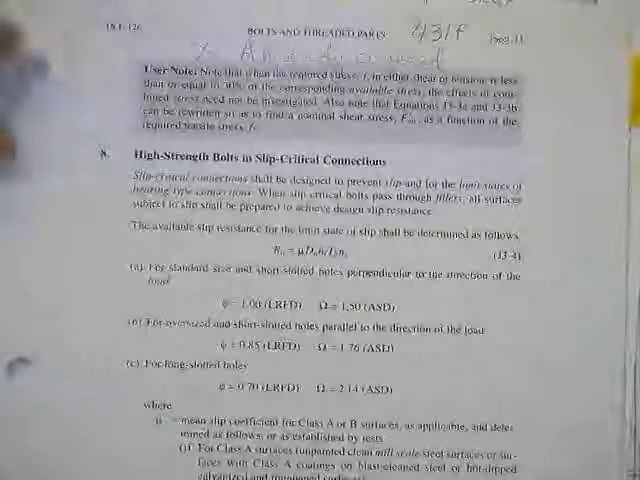 16.1-126 BOLTS AND THREADED PARTS
User Note: Note that when the required stress, f, in either shear or tension, is less
than or equal to 30% of the corresponding available stress, the effects of com-
bined stress need not be investigated. Also note that Equations J3-3a and J3-3b
can be rewritten so as to find a nominal shear stress, F′nv, as a function of the
required tensile stress, ft.
8. High-Strength Bolts in Slip-Critical Connections
Slip-critical connections shall be designed to prevent slip and for the limit states of
bearing type connections. When slip critical bolts pass through fillers, all surfaces
subject to slip shall be prepared to achieve design slip resistance.
The available slip resistance for the limit state of slip shall be determined as follows
(J3-4)
(a) For standard size and short-slotted holes perpendicular to the direction of the
load
φ = 1.00 (LRFD) Ω = 1.50 (ASD)
(b) For oversized and short-slotted holes parallel to the direction of the load
φ = 0.85 (LRFD) Ω = 1.76 (ASD)
(c) For long-slotted holes
φ = 0.70 (LRFD) Ω = 2.14 (ASD)
where
μ = mean slip coefficient for Class A or B surfaces, as applicable, and deter-
mined as follows, or as established by tests
(i) For Class A surfaces (unpainted clean mill scale steel surfaces or sur-
faces with Class A coatings on blast-cleaned steel or hot-dipped
galvanized and roughened surfaces)